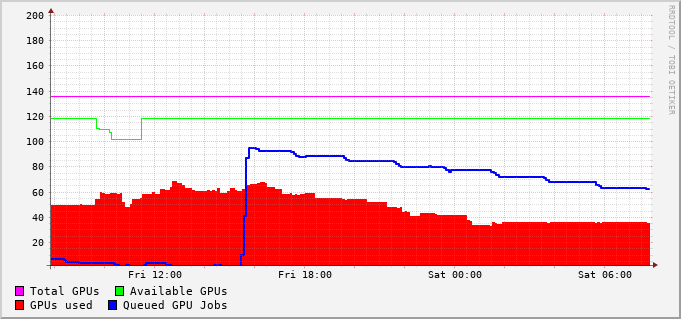 200
180
160
140
120
100
80
60
40
20
Fri 12:00 Fri 18:00 Sat 00:00 Sat 06:00
Total GPUs Available GPUs
GPUs used Queued GPU Jobs
RRDTOOL / TOBI OETIKER